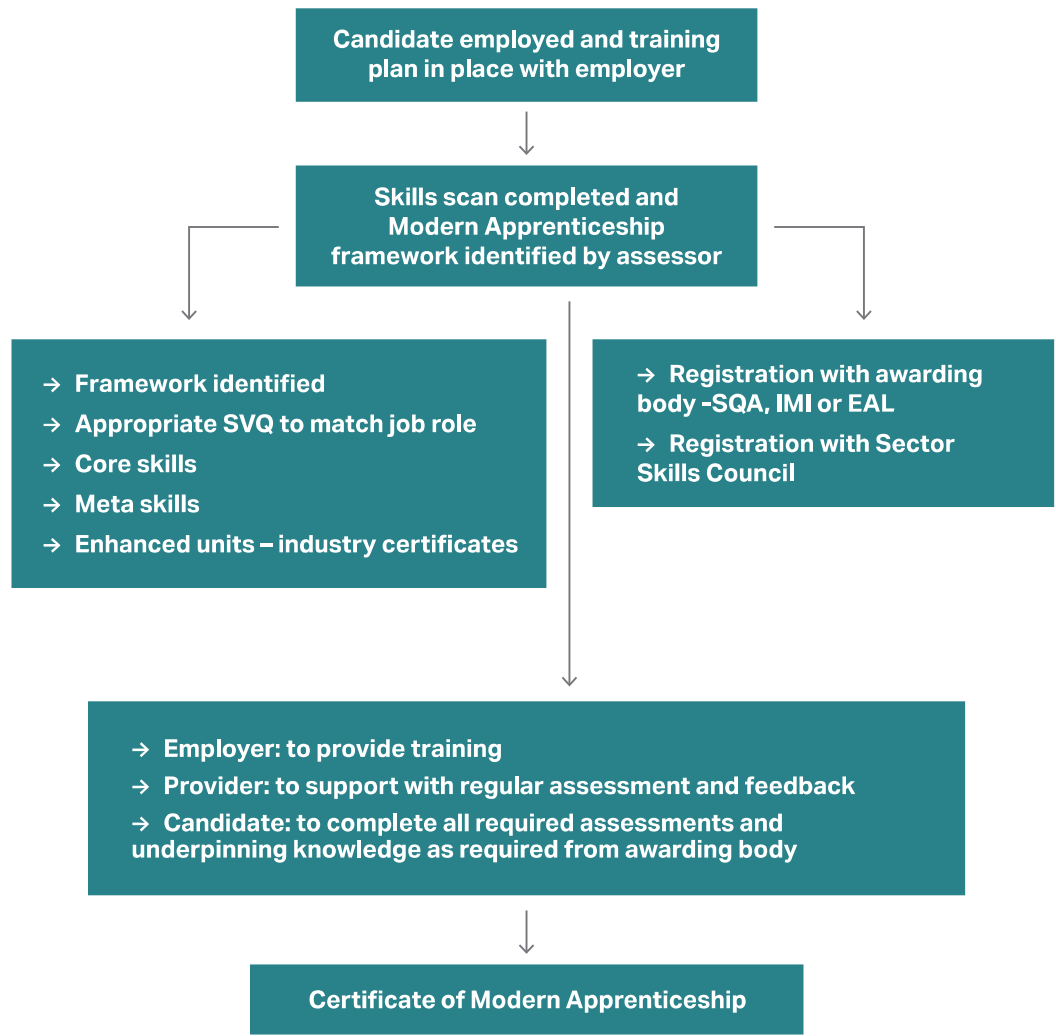 Candidate employed and training
plan in place with employer
Skills scan completed and
Modern Apprenticeship
framework identified by assessor
→ Framework identified
→ Appropriate SVQ to match job role
→ Core skills
→ Meta skills
→ Enhanced units – industry certificates
→ Registration with awarding
body -SQA, IMI or EAL
→ Registration with Sector
Skills Council
→ Employer: to provide training
→ Provider: to support with regular assessment and feedback
→ Candidate: to complete all required assessments and
underpinning knowledge as required from awarding body
Certificate of Modern Apprenticeship